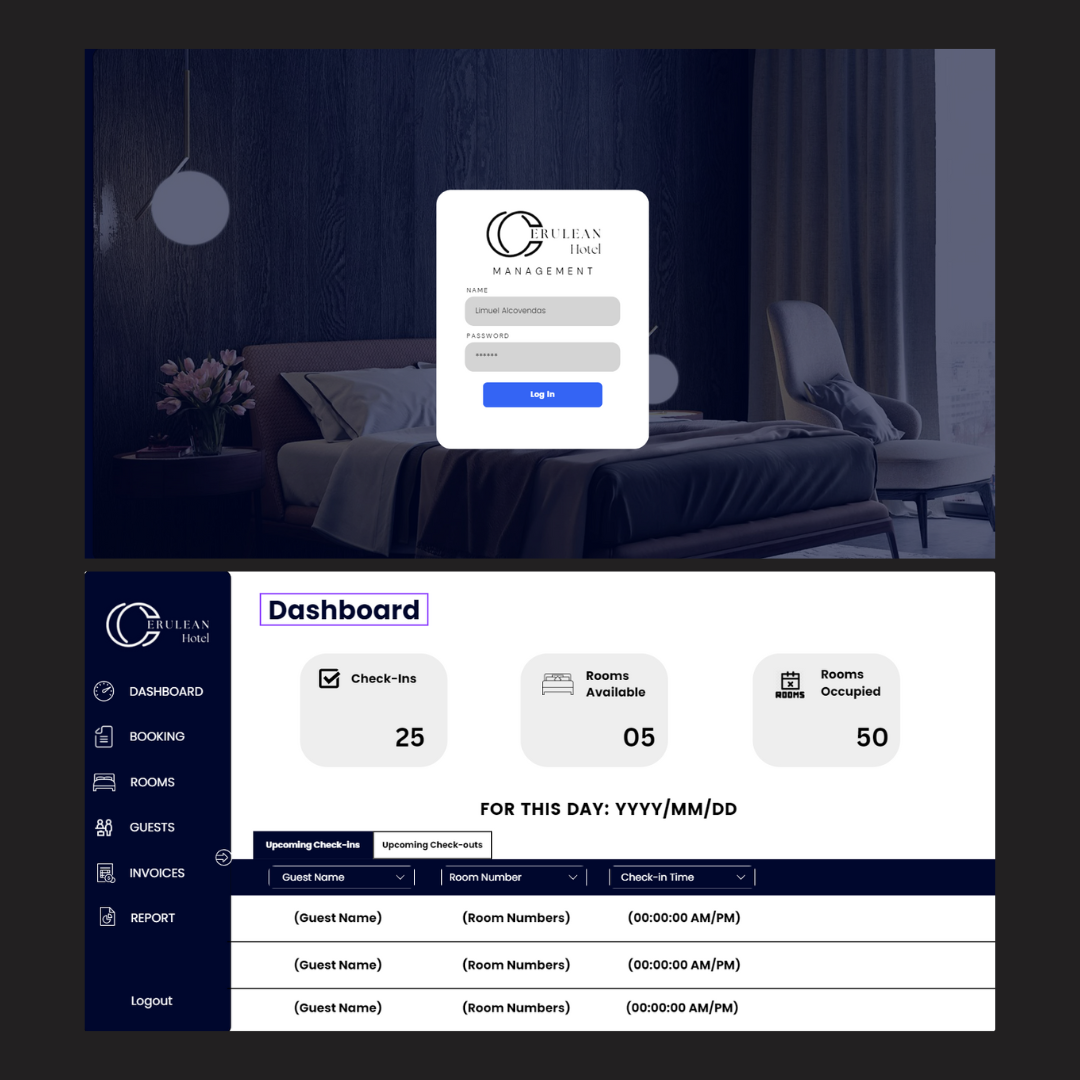 CERULEAN
Hotel
MANAGEMENT
NAME
Limuel Alcovendas
PASSWORD
******
Log In
CERULEAN
Hotel
DASHBOARD
BOOKING
ROOMS
GUESTS
INVOICES
REPORT
Logout
Dashboard
Check-Ins
25
Rooms
Available
05
ROOMS
Rooms
Occupied
50
FOR THIS DAY: YYYY/MM/DD
Upcoming Check-ins Upcoming Check-outs
Guest Name Room Number Check-in Time
(Guest Name) (Room Numbers) (00:00:00 AM/PM)
(Guest Name) (Room Numbers) (00:00:00 AM/PM)
(Guest Name) (Room Numbers) (00:00:00 AM/PM)